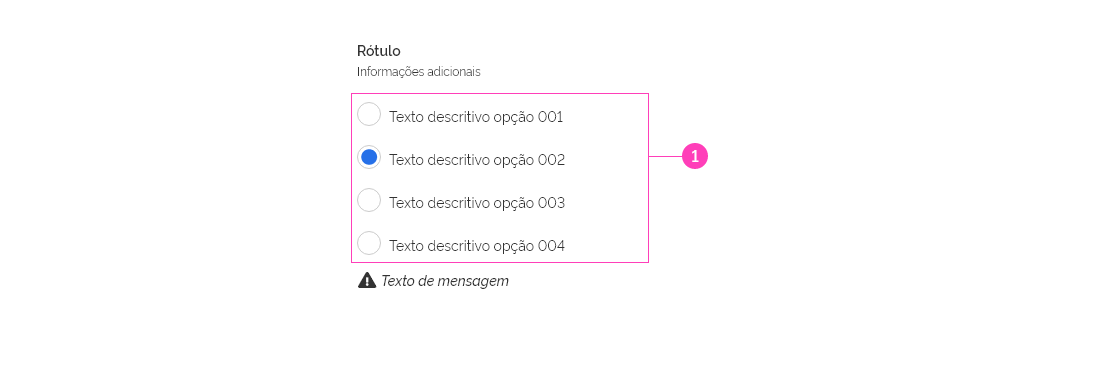 Rótulo
Informações adicionais
Texto descritivo opção 001
Texto descritivo opção 002
1
Texto descritivo opção 003
Texto descritivo opção 004
Texto de mensagem